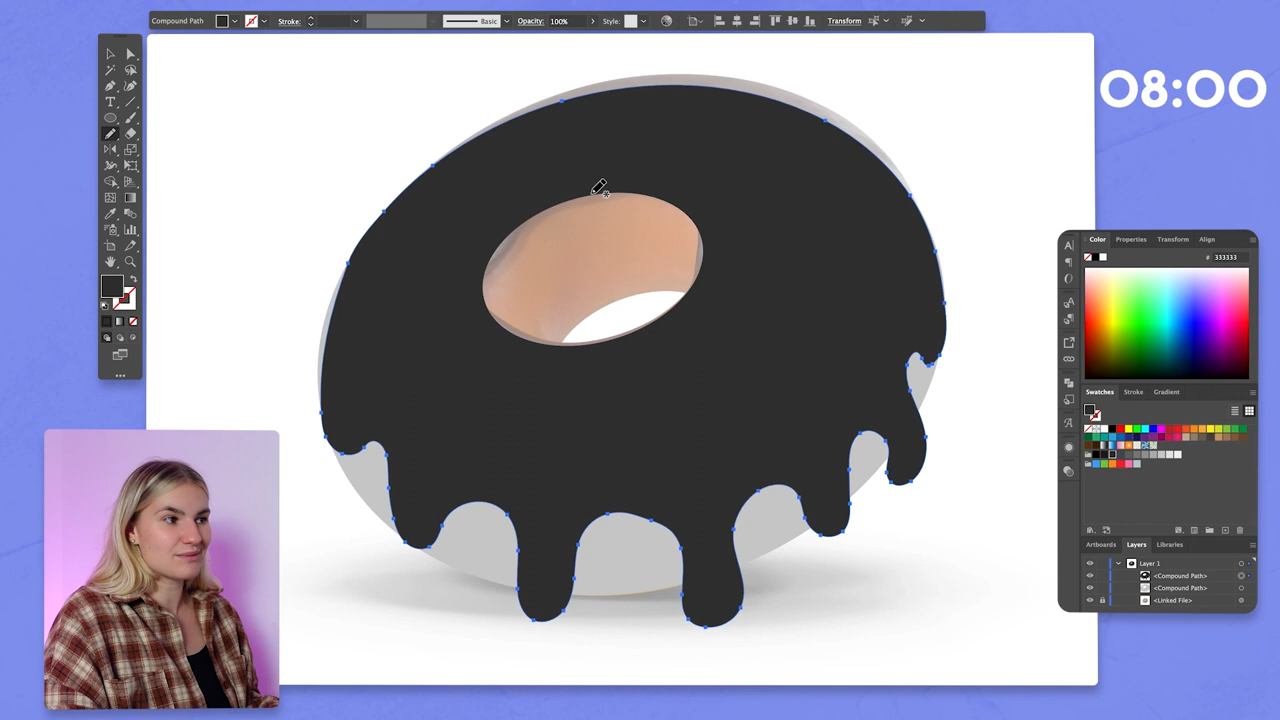 Compound Path Stroke: Basic Opacity: 100% Style: Transform
08:00
Color Properties Transform Align
# 333333
Swatches Stroke Gradient
Artboards Layers Libraries
Layer 1
<Compound Path>
<Compound Path>
<Linked File>